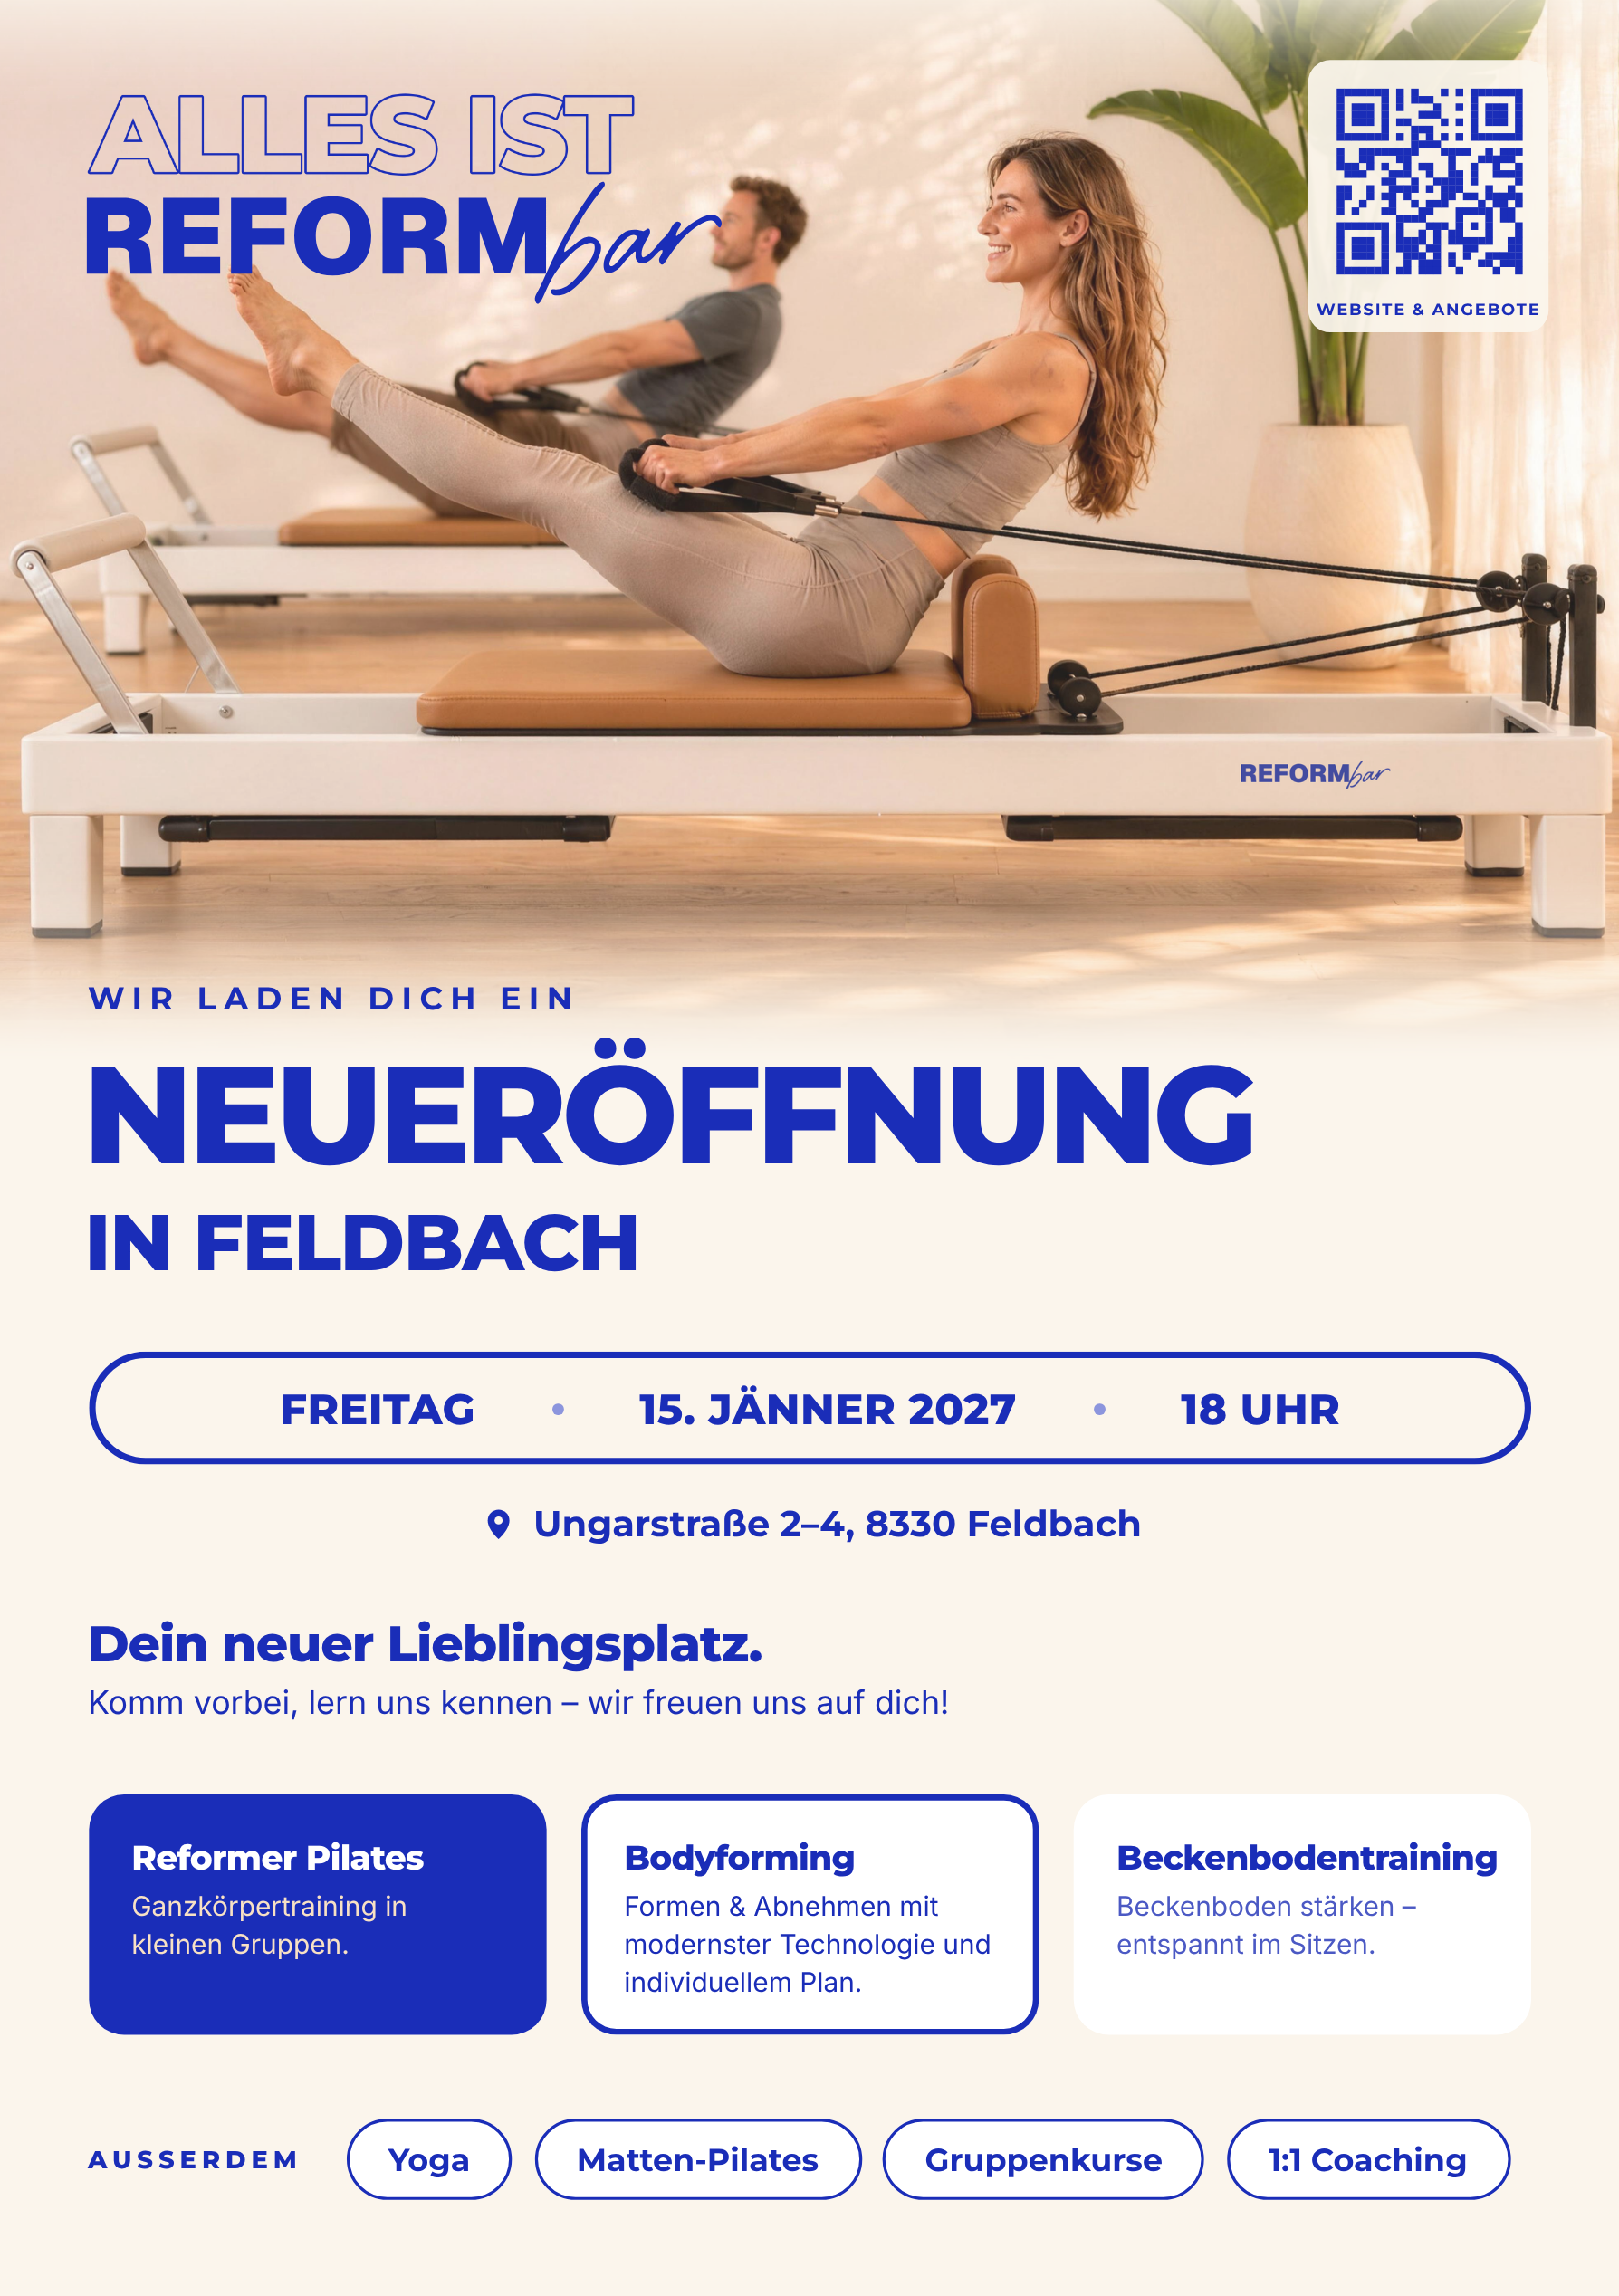 ALLES IST
REFORMbar
WEBSITE & ANGEBOTE
REFORMbar
WIR LADEN DICH EIN
NEUERÖFFNUNG
IN FELDBACH
FREITAG • 15. JÄNNER 2027 • 18 UHR
Ungarstraße 2–4, 8330 Feldbach
Dein neuer Lieblingsplatz.
Komm vorbei, lern uns kennen – wir freuen uns auf dich!
Reformer Pilates
Ganzkörpertraining in
kleinen Gruppen.
Bodyforming
Formen & Abnehmen mit
modernster Technologie und
individuellem Plan.
Beckenbodentraining
Beckenboden stärken –
entspannt im Sitzen.
AUSSERDEM Yoga Matten-Pilates Gruppenkurse 1:1 Coaching